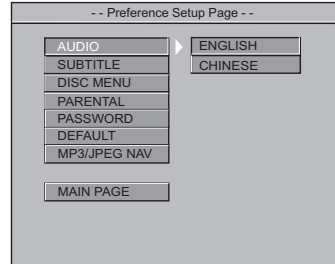 - - Preference Setup Page - -
AUDIO
SUBTITLE
DISC MENU
PARENTAL
PASSWORD
DEFAULT
MP3/JPEG NAV
MAIN PAGE
ENGLISH
CHINESE